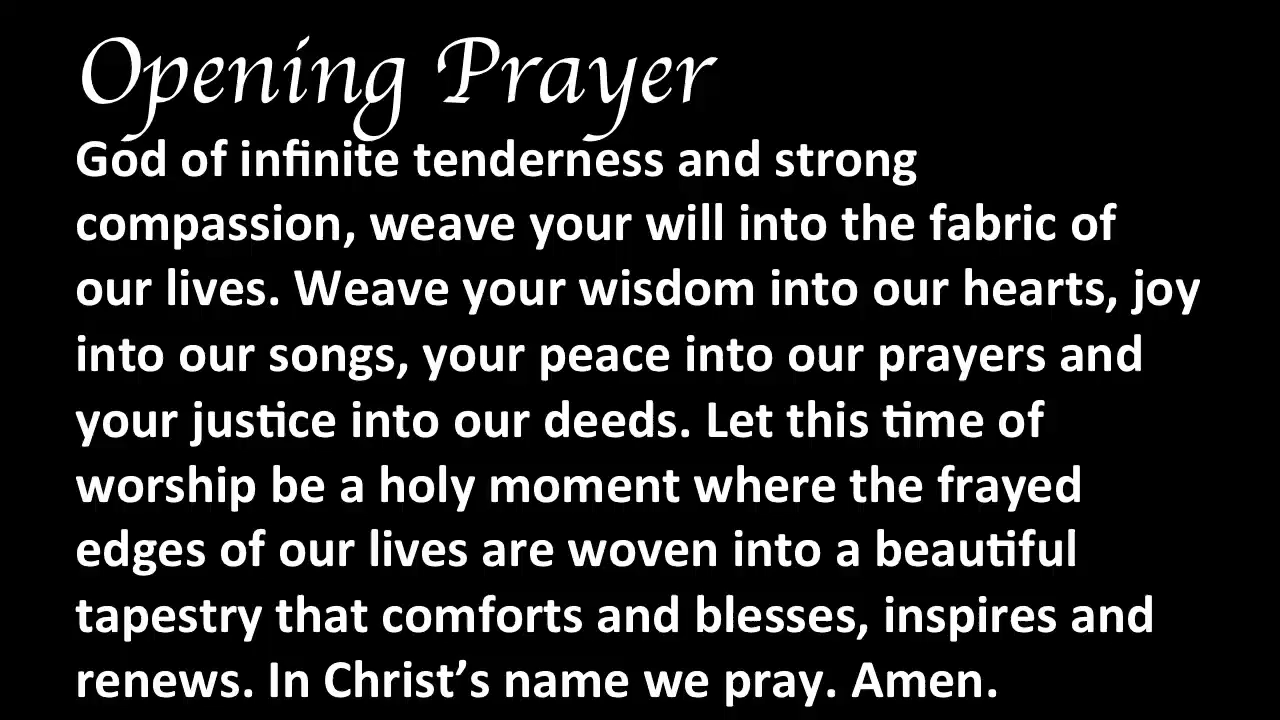 Opening Prayer
God of infinite tenderness and strong
compassion, weave your will into the fabric of
our lives. Weave your wisdom into our hearts, joy
into our songs, your peace into our prayers and
your justice into our deeds. Let this time of
worship be a holy moment where the frayed
edges of our lives are woven into a beautiful
tapestry that comforts and blesses, inspires and
renews. In Christ’s name we pray. Amen.